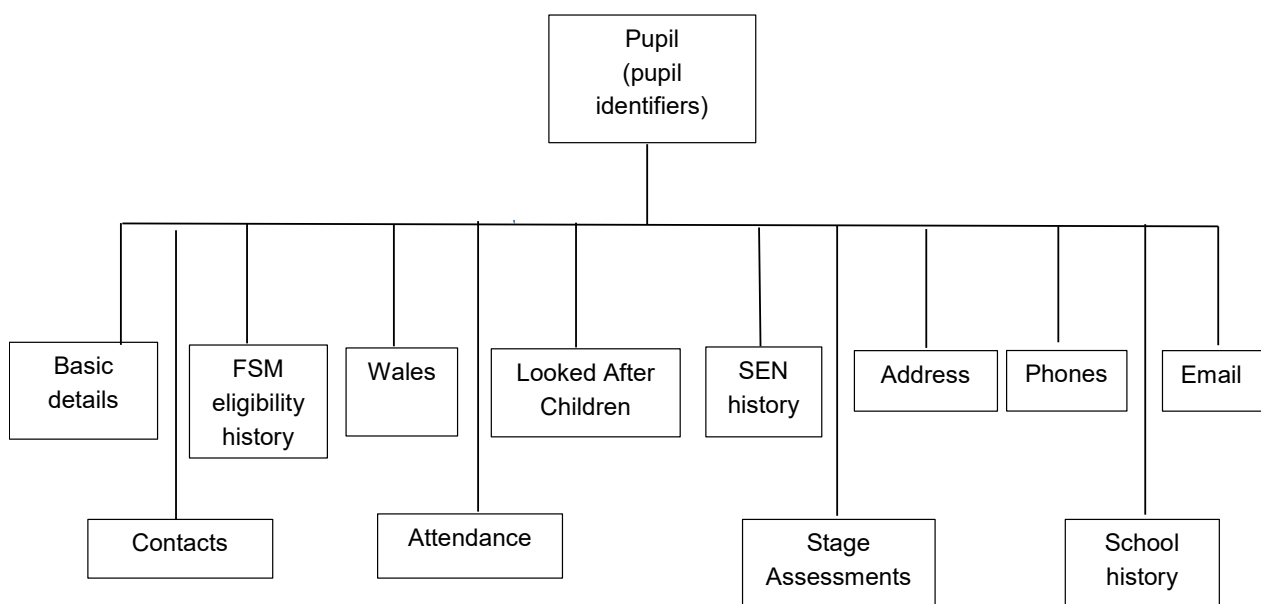 Pupil
(pupil
identifiers)
Basic
details
FSM
eligibility
history
Wales
Looked After
Children
SEN
history
Address
Phones
Email
Contacts
Attendance
Stage
Assessments
School
history